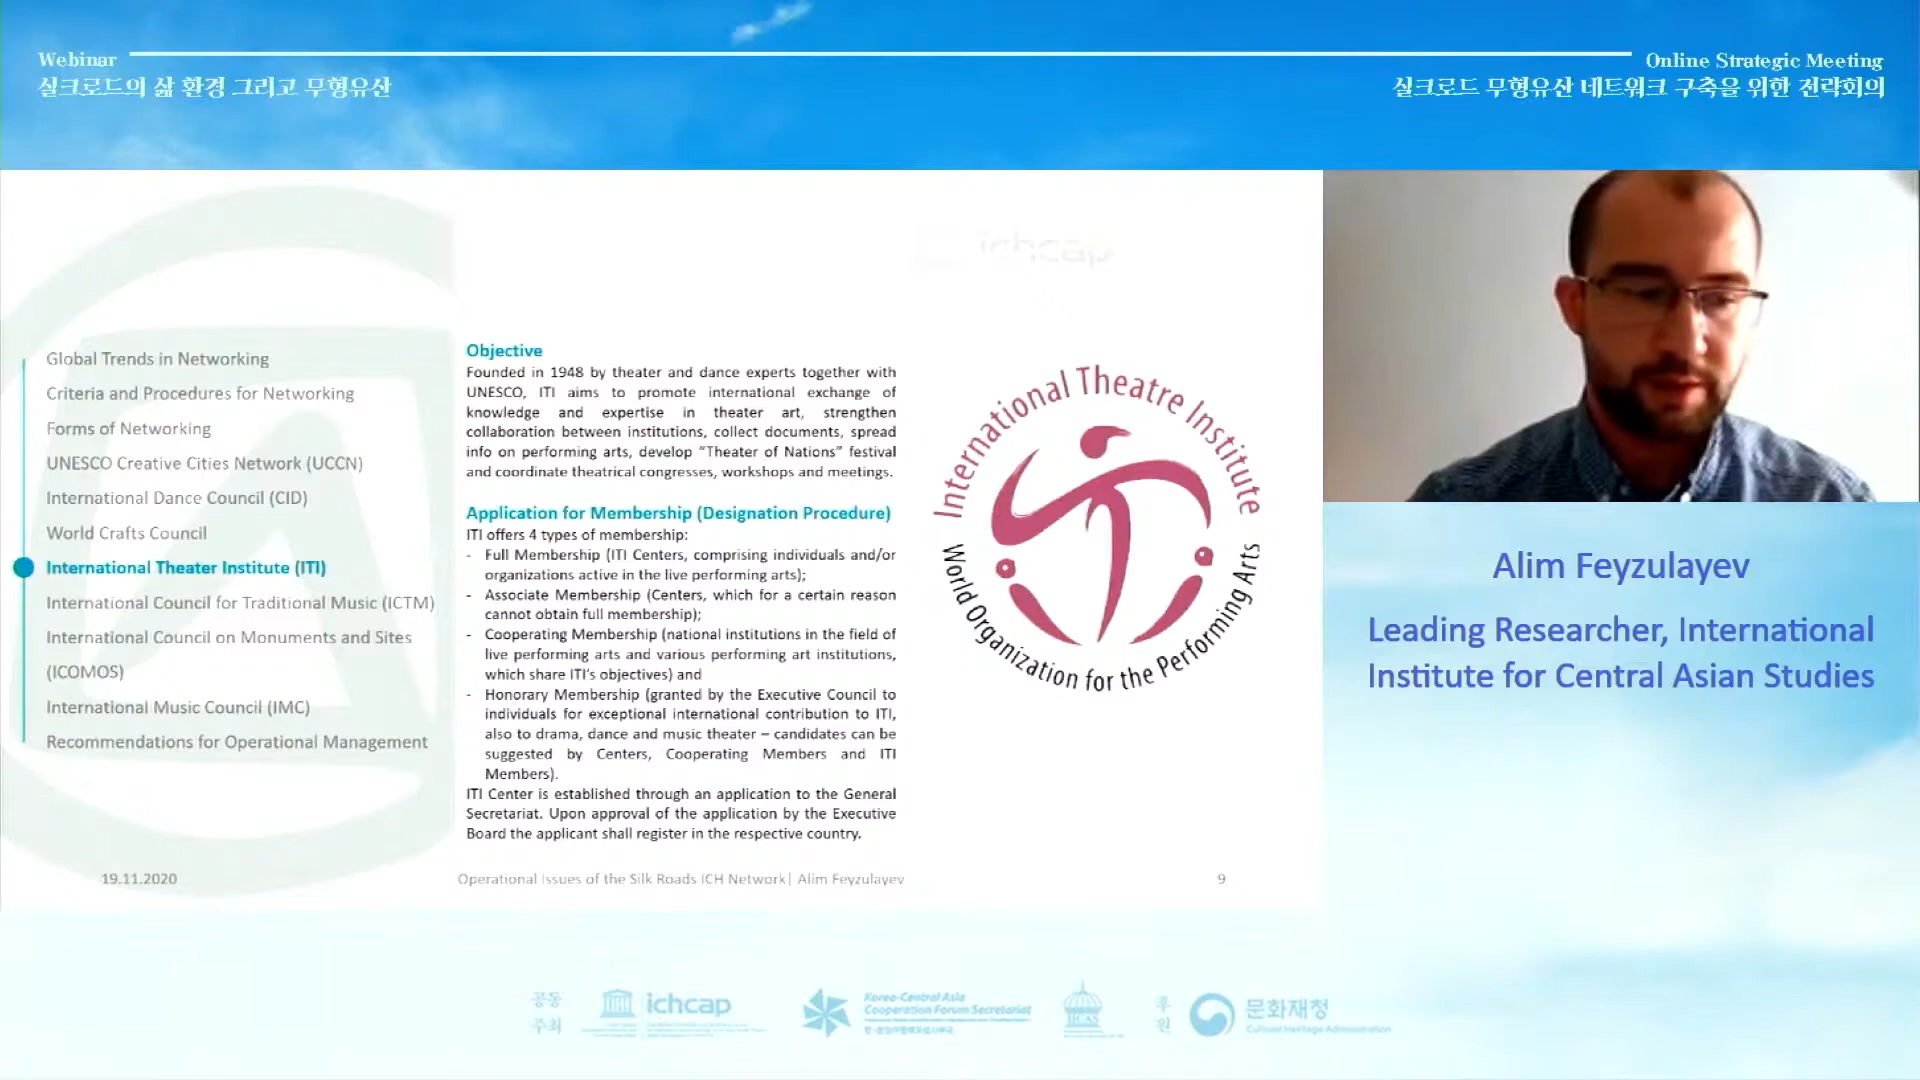 Webinar
실크로드의 삶 환경 그리고 무형유산
Online Strategic Meeting
실크로드 무형유산 네트워크 구축을 위한 전략회의
ichcap
Global Trends in Networking
Criteria and Procedures for Networking
Forms of Networking
UNESCO Creative Cities Network (UCCN)
International Dance Council (CID)
World Crafts Council
International Theater Institute (ITI)
International Council for Traditional Music (ICTM)
International Council on Monuments and Sites
(ICOMOS)
International Music Council (IMC)
Recommendations for Operational Management
Objective
Founded in 1948 by theater and dance experts together with
UNESCO, ITI aims to promote international exchange of
knowledge and expertise in theater art, strengthen
collaboration between institutions, collect documents, spread
info on performing arts, develop “Theater of Nations” festival
and coordinate theatrical congresses, workshops and meetings.
Application for Membership (Designation Procedure)
ITI offers 4 types of membership:
- Full Membership (ITI Centers, comprising individuals and/or
organizations active in the live performing arts);
- Associate Membership (Centers, which for a certain reason
cannot obtain full membership);
- Cooperating Membership (national institutions in the field of
live performing arts and various performing art institutions,
which share ITI’s objectives) and
- Honorary Membership (granted by the Executive Council to
individuals for exceptional international contribution to ITI,
also to drama, dance and music theater – candidates can be
suggested by Centers, Cooperating Members and ITI
Members).
ITI Center is established through an application to the General
Secretariat. Upon approval of the application by the Executive
Board the applicant shall register in the respective country.
International Theatre Institute
World Organization for the Performing Arts
19.11.2020
Operational Issues of the Silk Roads ICH Network| Alim Feyzulayev
9
Alim Feyzulayev
Leading Researcher, International
Institute for Central Asian Studies
공동
주최
ichcap
Korea-Central Asia
Cooperation Forum Secretariat
IICAS
후
원
문화재청
Cultural Heritage Administration